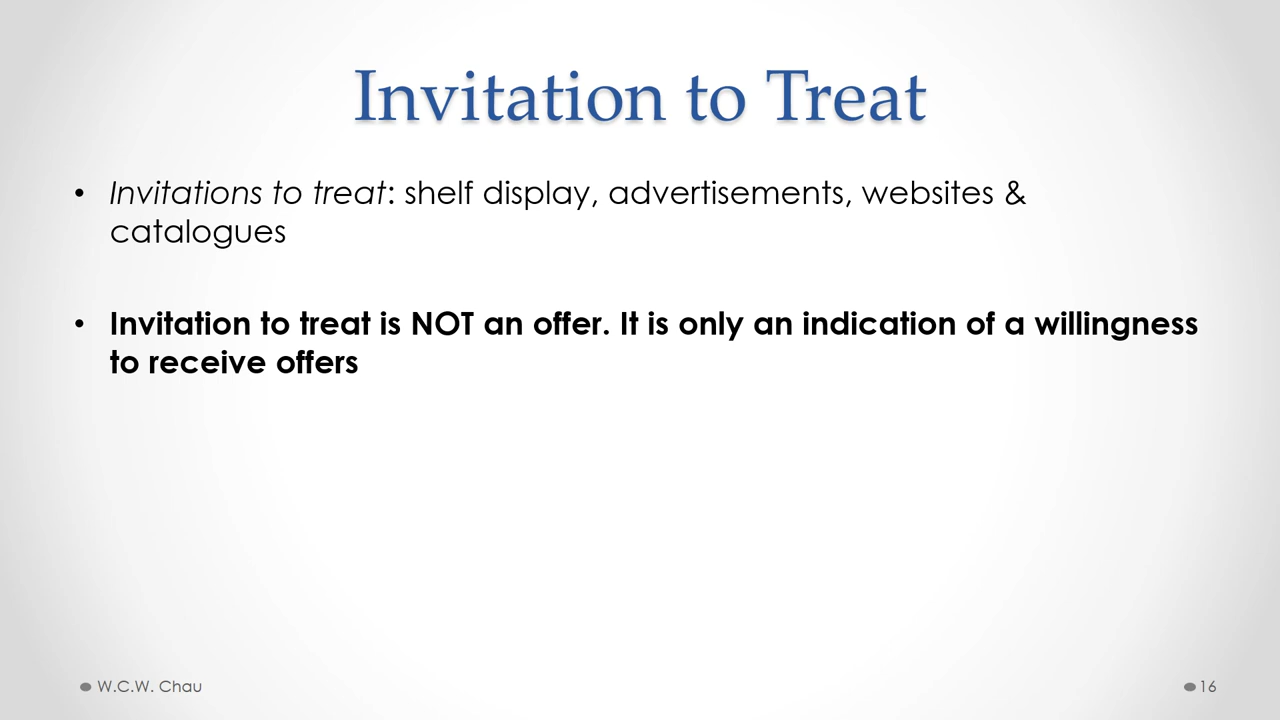 Invitation to Treat
• Invitations to treat: shelf display, advertisements, websites &
catalogues
• Invitation to treat is NOT an offer. It is only an indication of a willingness
to receive offers
W.C.W. Chau
16